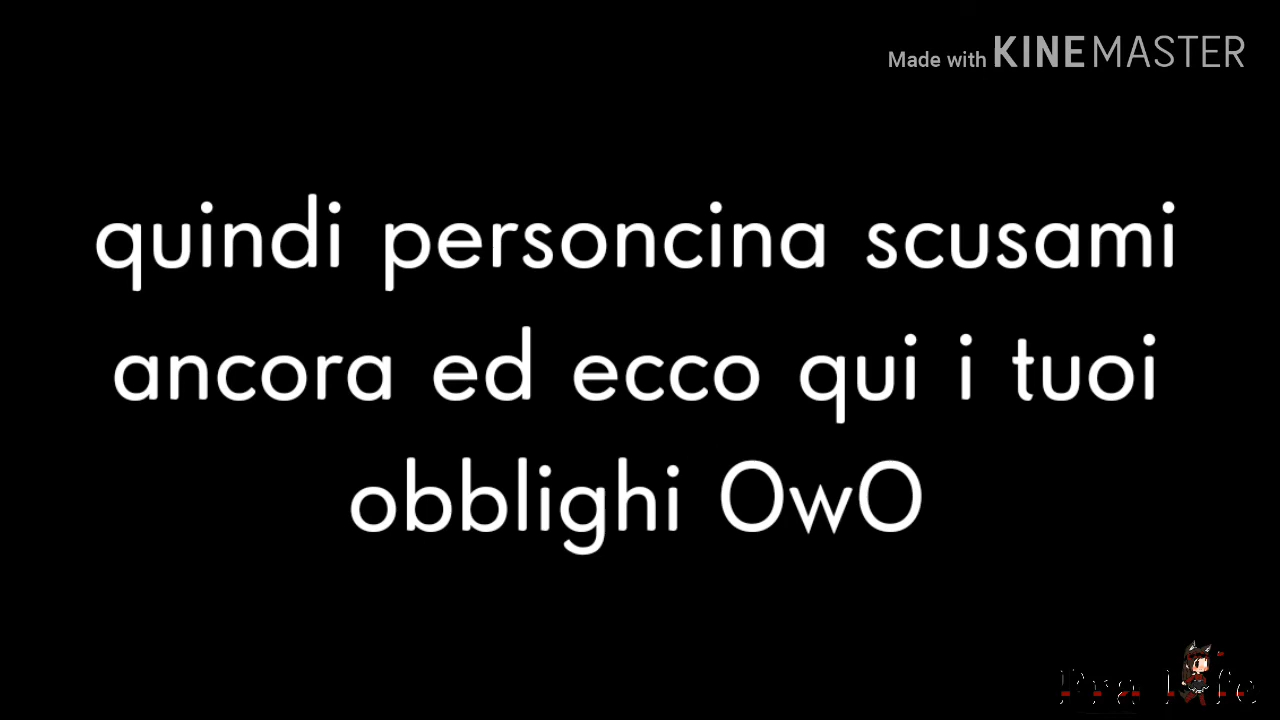 Made with KINEMASTER
quindi personcina scusami
ancora ed ecco qui i tuoi
obblighi OwO